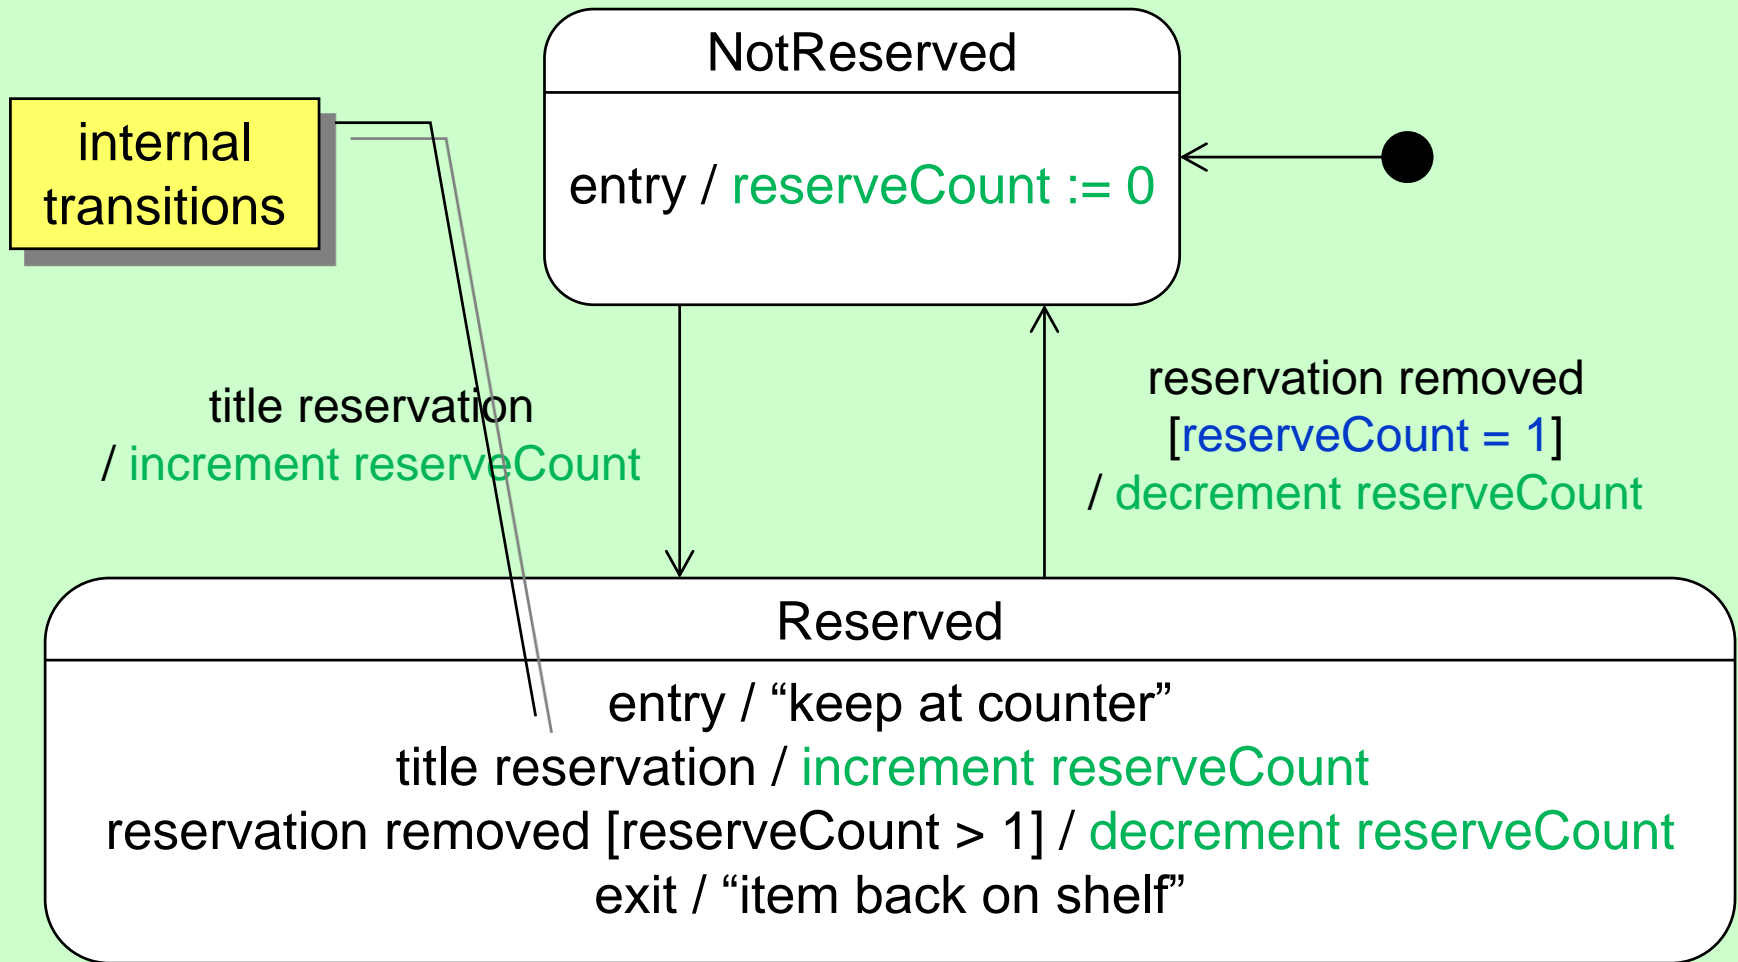 NotReserved
entry / reserveCount := 0
internal
transitions
title reservation
/ increment reserveCount
reservation removed
[reserveCount = 1]
/ decrement reserveCount
Reserved
entry / “keep at counter”
title reservation / increment reserveCount
reservation removed [reserveCount > 1] / decrement reserveCount
exit / “item back on shelf”